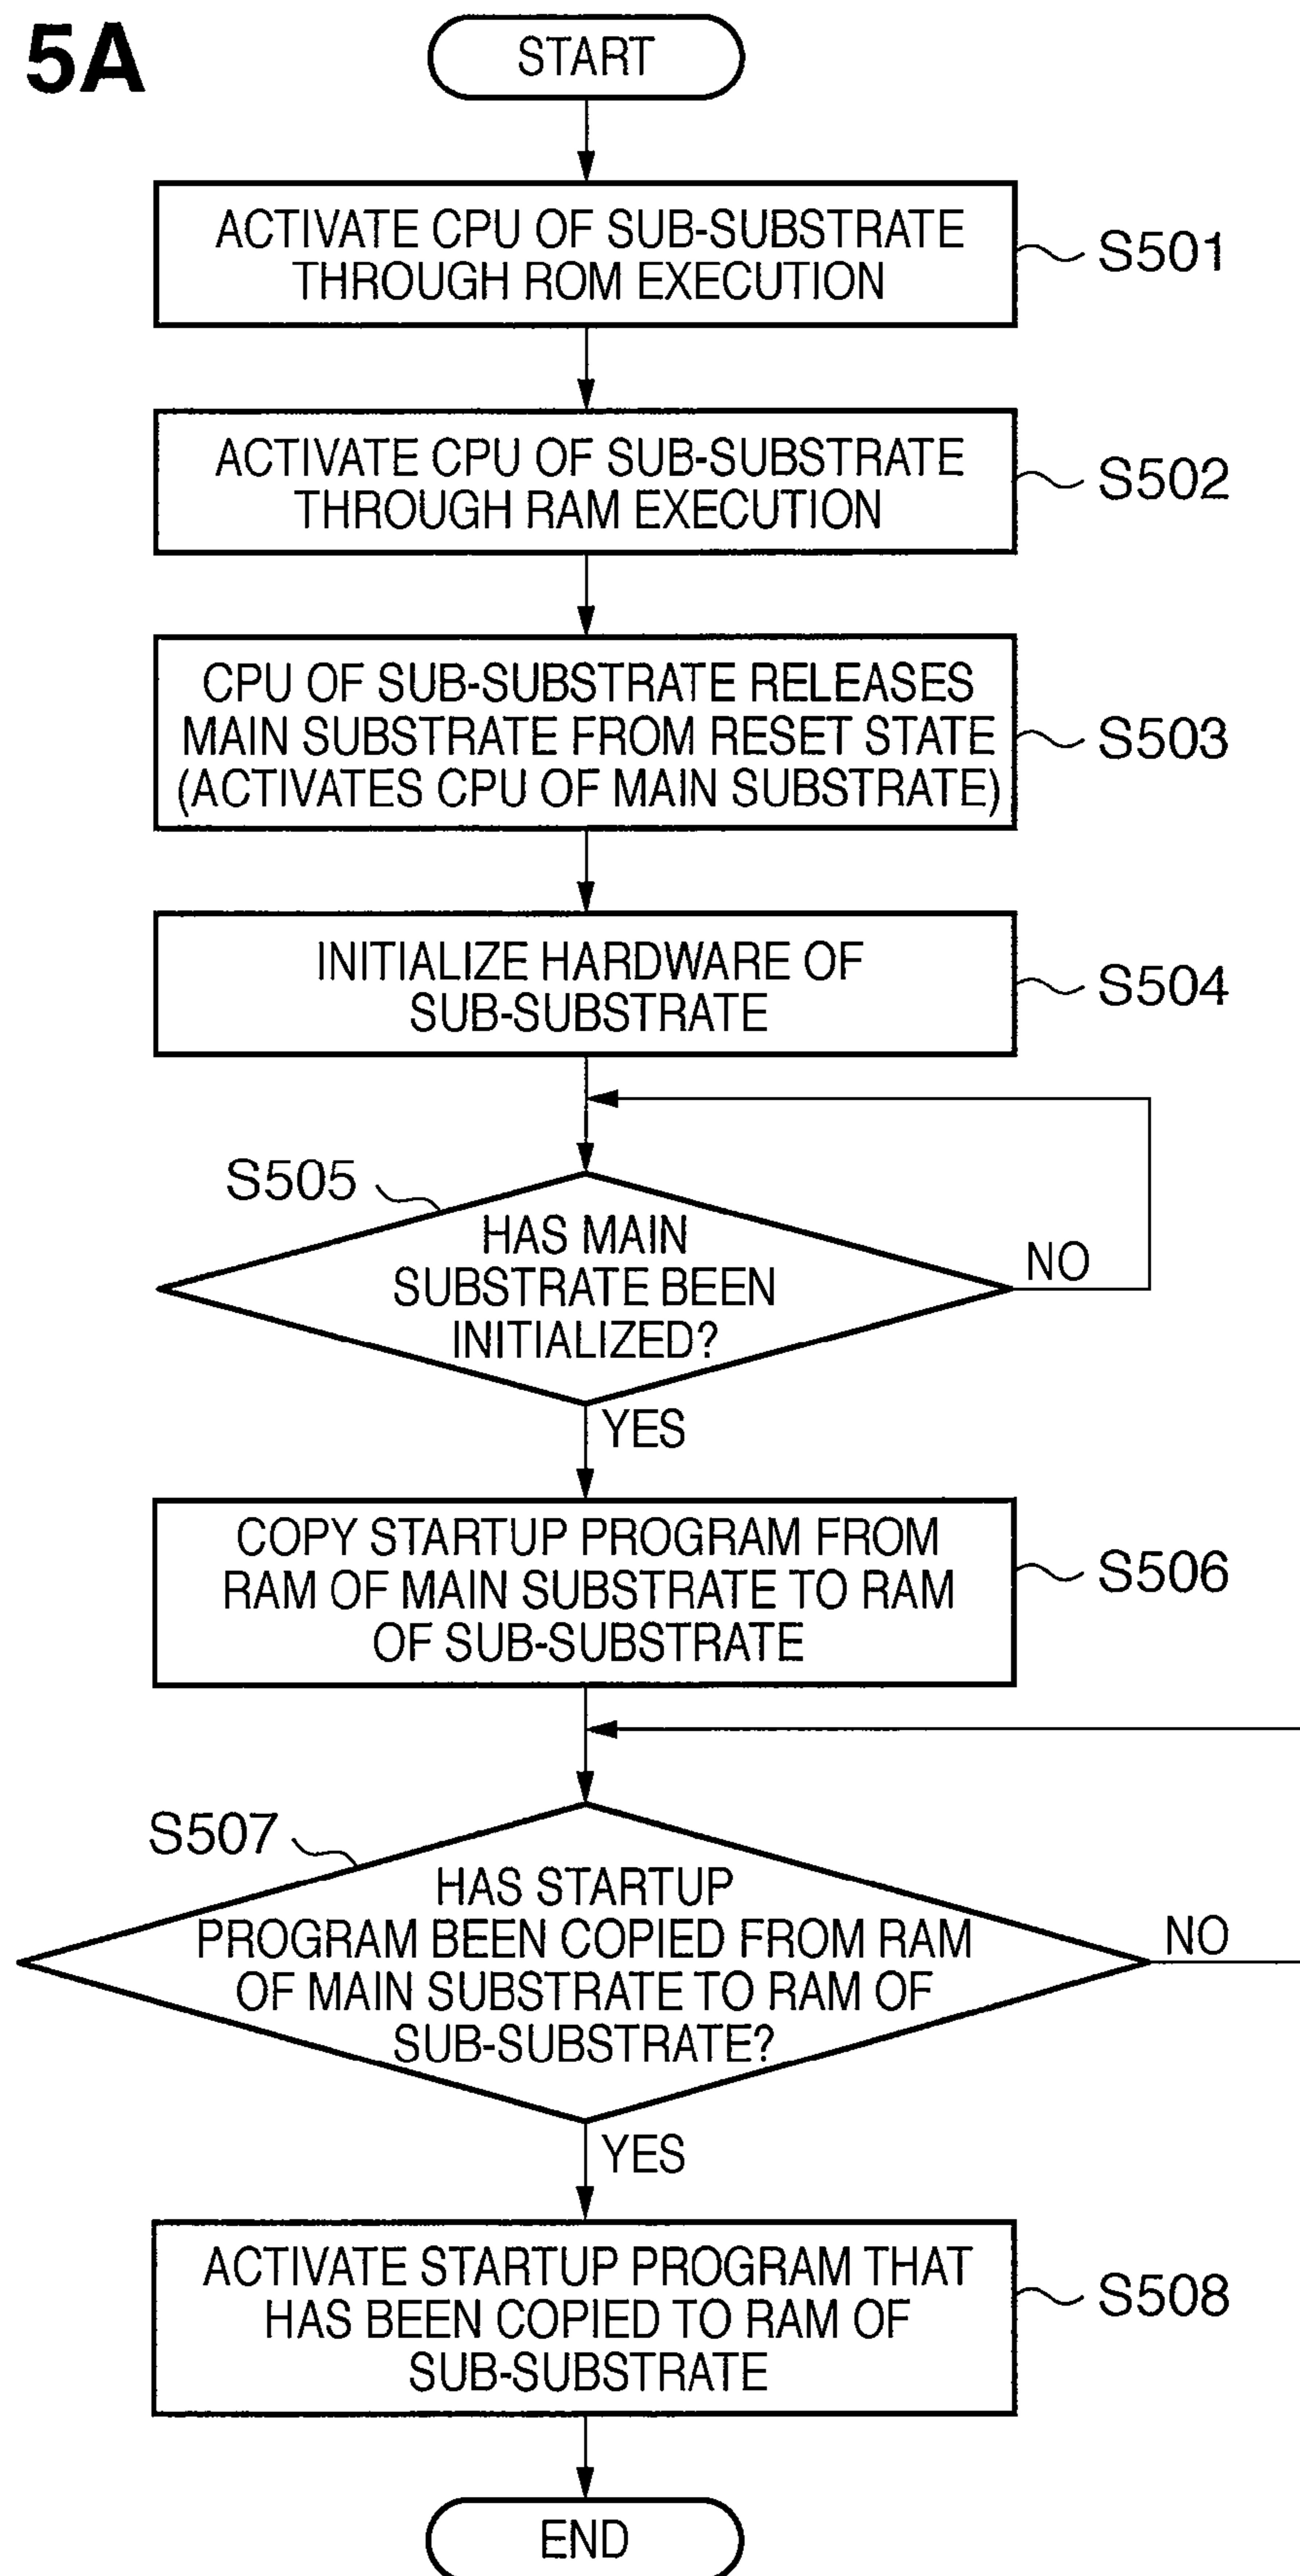 5A
START
ACTIVATE CPU OF SUB-SUBSTRATE
THROUGH ROM EXECUTION
S501
ACTIVATE CPU OF SUB-SUBSTRATE
THROUGH RAM EXECUTION
S502
CPU OF SUB-SUBSTRATE RELEASES
MAIN SUBSTRATE FROM RESET STATE
(ACTIVATES CPU OF MAIN SUBSTRATE)
S503
INITIALIZE HARDWARE OF
SUB-SUBSTRATE
S504
S505
HAS MAIN
SUBSTRATE BEEN
INITIALIZED?
NO
YES
COPY STARTUP PROGRAM FROM
RAM OF MAIN SUBSTRATE TO RAM
OF SUB-SUBSTRATE
S506
S507
HAS STARTUP
PROGRAM BEEN COPIED FROM RAM
OF MAIN SUBSTRATE TO RAM OF
SUB-SUBSTRATE?
NO
YES
ACTIVATE STARTUP PROGRAM THAT
HAS BEEN COPIED TO RAM OF
SUB-SUBSTRATE
S508
END